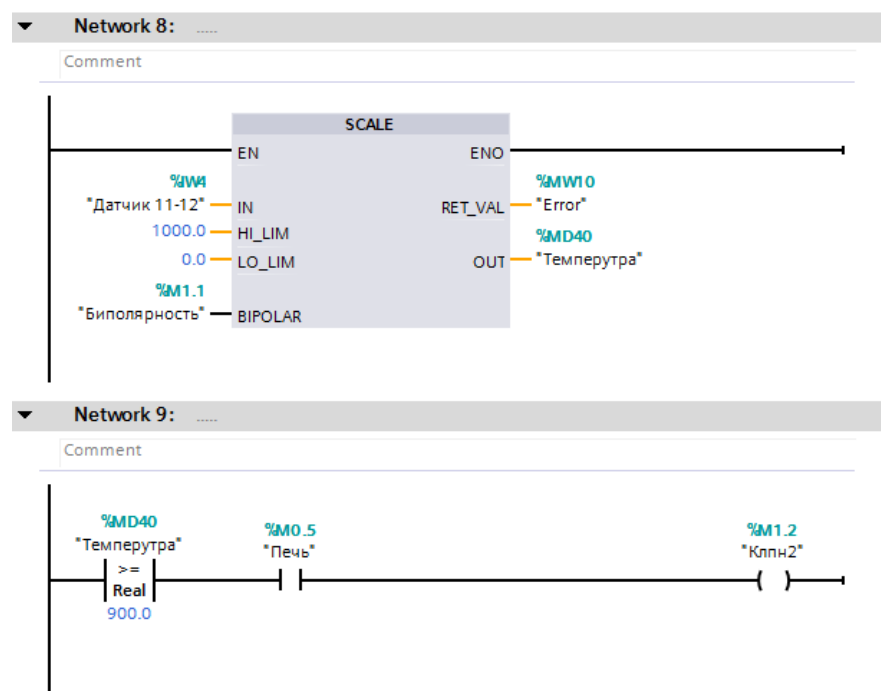 Network 8: .....
Comment
SCALE
EN ENO
%IW4 %MW10
"Датчик 11-12" IN RET_VAL "Error"
1000.0 HI_LIM %MD40
0.0 LO_LIM OUT "Темперутра"
%M1.1
"Биполярность" BIPOLAR
Network 9: .....
Comment
%MD40 %M0.5 %M1.2
"Темперутра" "Печь" "Клпн2"
>=
Real
900.0